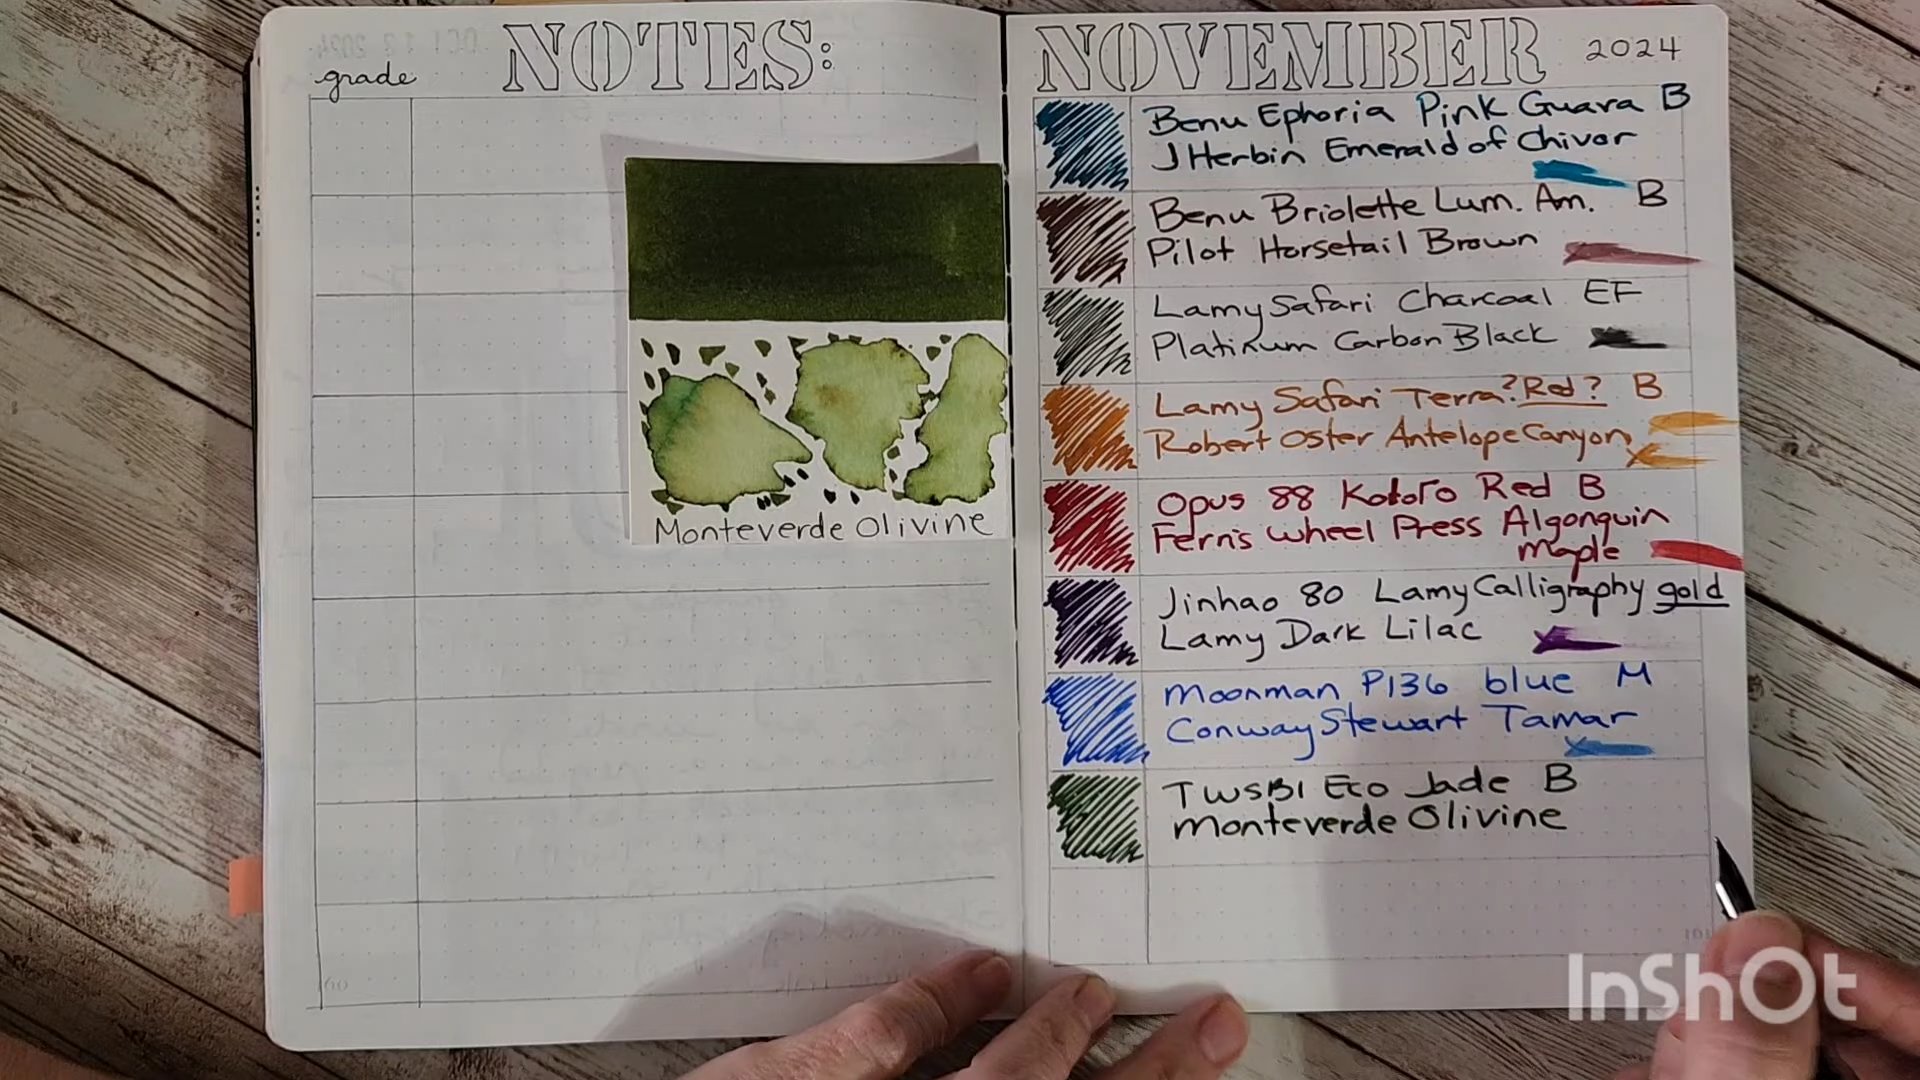 grade
NOTES:
Monteverde Olivine
NOVEMBER 2024
Benu Ephoria Pink Guava B
J Herbin Emerald of Chivor
Benu Briolette Lum. Am. B
Pilot Horsetail Brown
Lamy Safari Charcoal EF
Platinum Carbon Black
Lamy Safari Terra? Red? B
Robert Oster Antelope Canyon
Opus 88 Koloro Red B
Ferris Wheel Press Algonquin
Maple
Jinhao 80 Lamy Calligraphy gold
Lamy Dark Lilac
Moonman P136 blue M
Conway Stewart Tamar
TWSBI Eco Jade B
Monteverde Olivine
100
101
InShOt